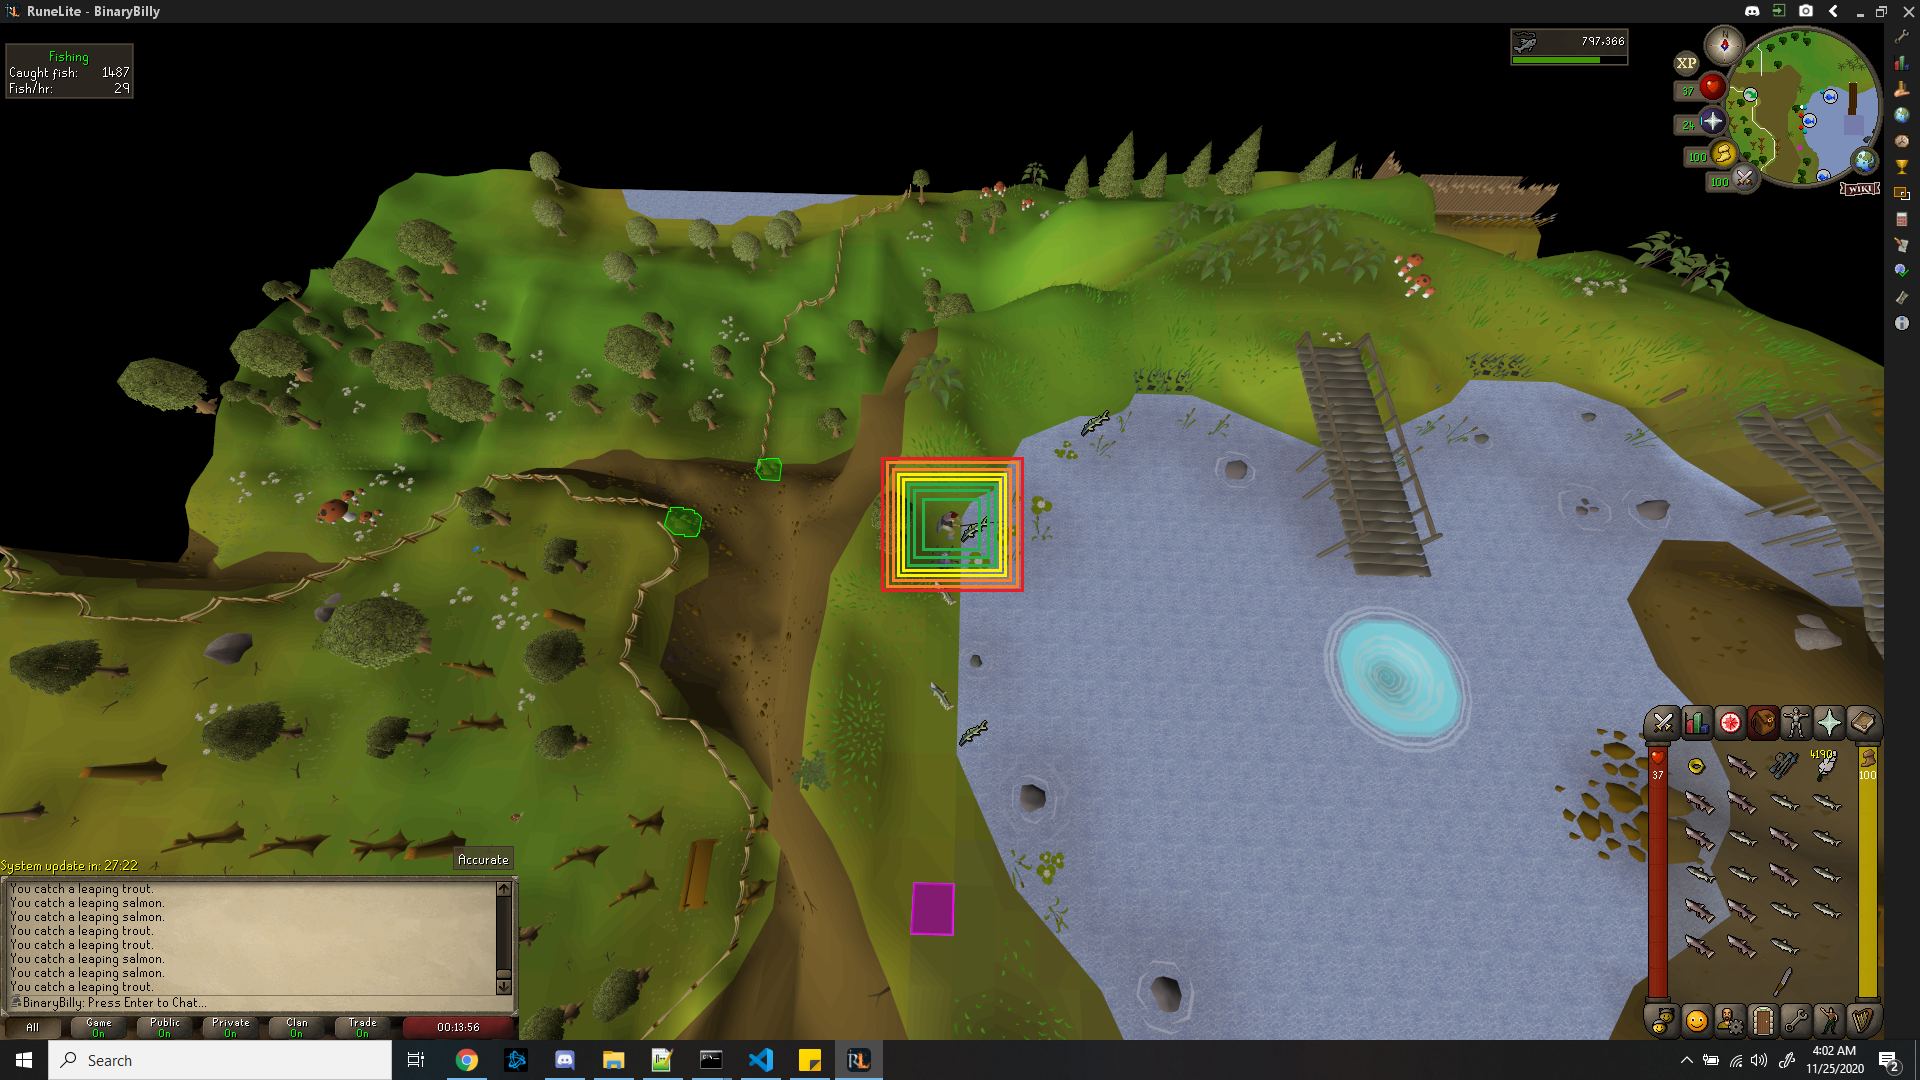 RuneLite - BinaryBilly
Fishing
Caught fish: 1487
Fish/hr: 29
797,366
N
XP
37
24
100
100
WIKI
4190
37
100
System update in: 27:22
Accurate
You catch a leaping trout.
You catch a leaping salmon.
You catch a leaping salmon.
You catch a leaping trout.
You catch a leaping trout.
You catch a leaping salmon.
You catch a leaping salmon.
You catch a leaping trout.
BinaryBilly: Press Enter to Chat...
All
Game
On
Public
On
Private
On
Clan
On
Trade
On
00:13:56
Search
4:02 AM
11/25/2020
2